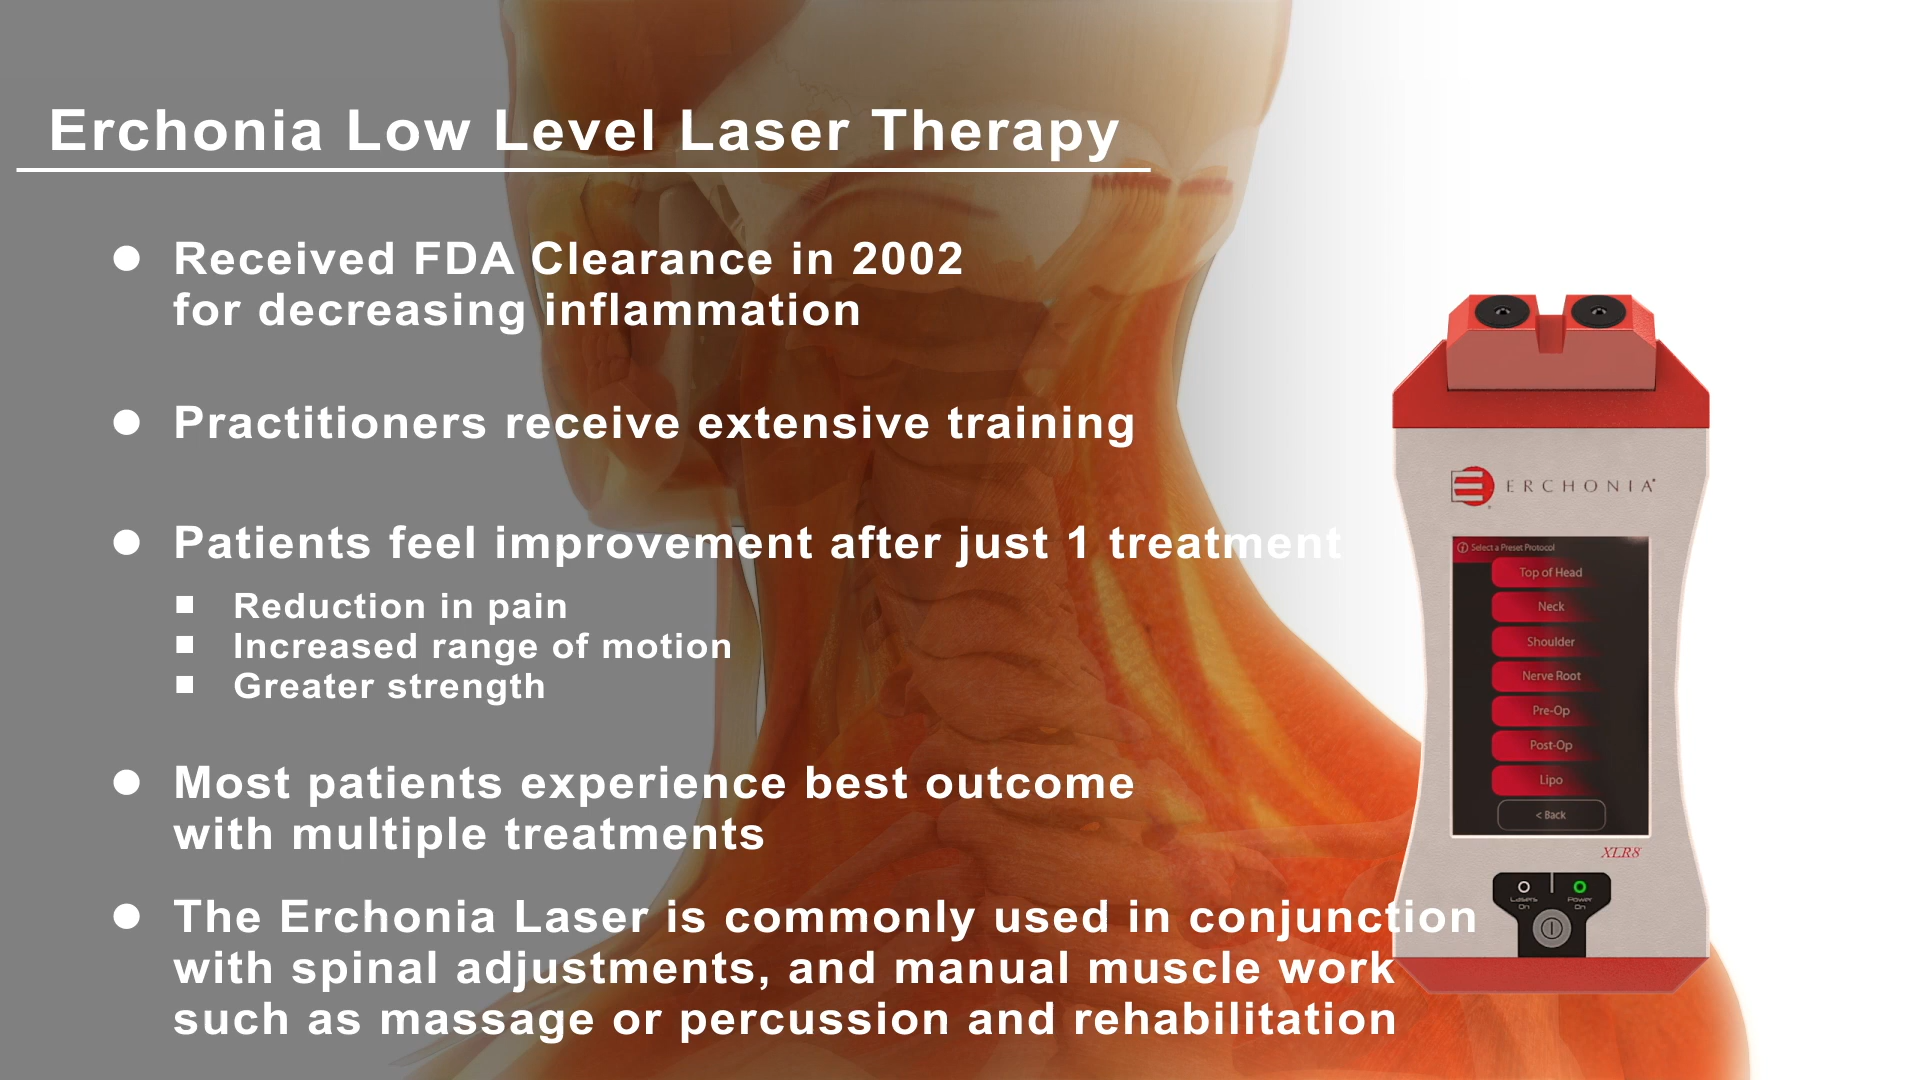 Erchonia Low Level Laser Therapy
Received FDA Clearance in 2002
for decreasing inflammation
Practitioners receive extensive training
Patients feel improvement after just 1 treatment
Reduction in pain
Increased range of motion
Greater strength
Most patients experience best outcome
with multiple treatments
The Erchonia Laser is commonly used in conjunction
with spinal adjustments, and manual muscle work
such as massage or percussion and rehabilitation
ERCHONIA
Select a Preset Protocol
Top of Head
Neck
Shoulder
Nerve Root
Pre-Op
Post-Op
Lipo
< Back
XLR8
Lasers On
Power On